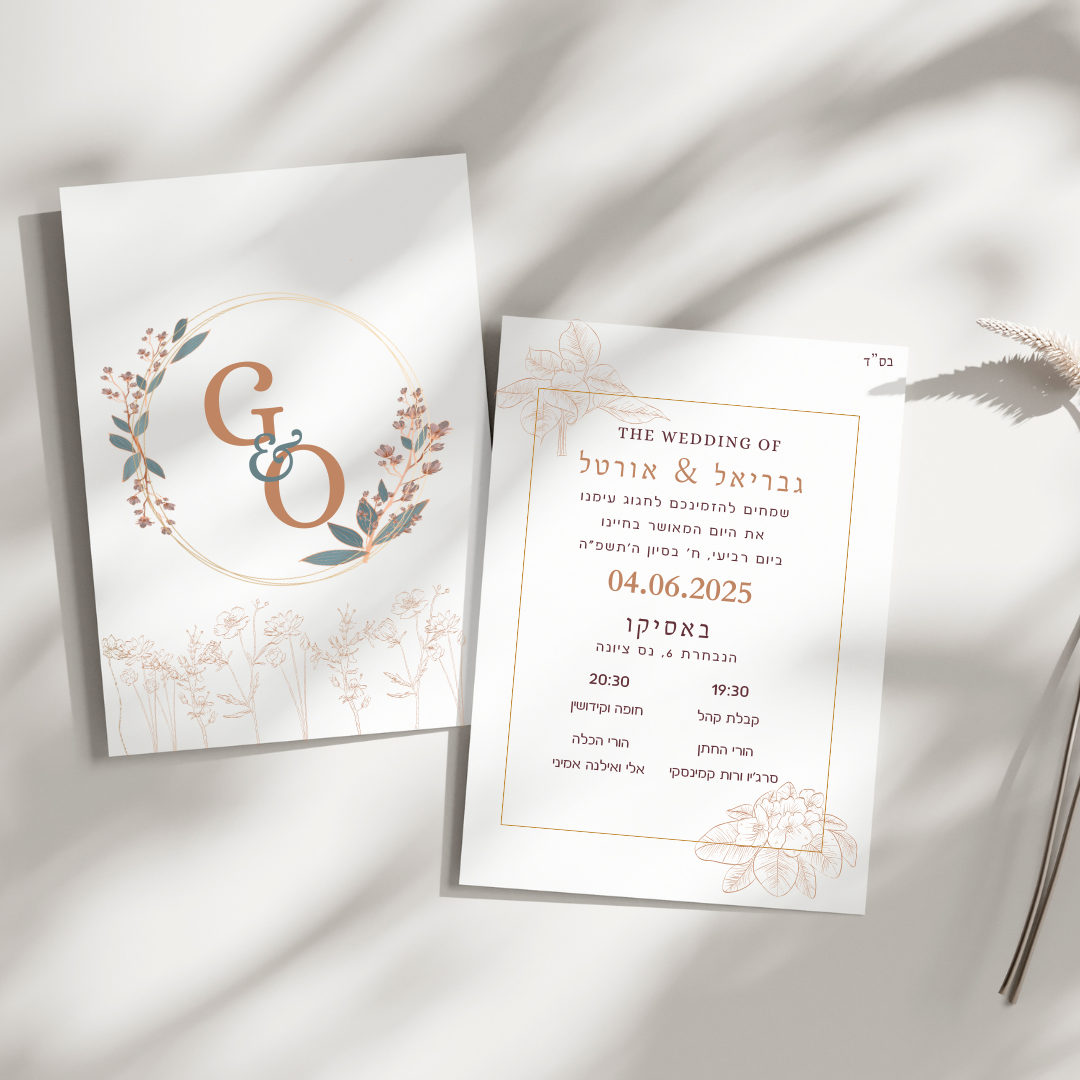 G
&
O
בס"ד
THE WEDDING OF
גבריאל & אורטל
שמחים להזמינכם לחגוג עימנו
את היום המאושר בחיינו
ביום רביעי, ח' בסיון ה'תשפ"ה
04.06.2025
באסיקו
הנבחרת 6, נס ציונה
19:30 20:30
קבלת קהל חופה וקידושין
הורי החתן הורי הכלה
סרג'יו ורות קמינסקי אלי ואילנה אמיני